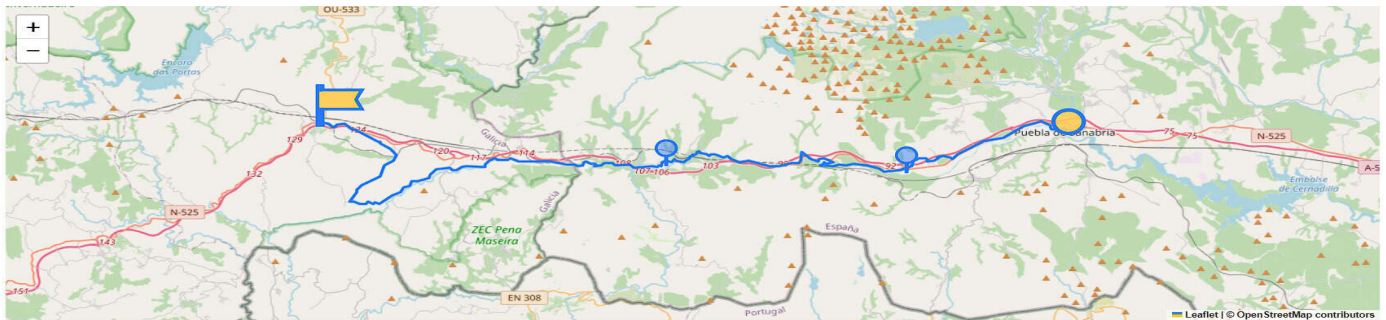 +
−
OU-533
Encoro
das Portas
129
124
120
117
114
Galicia
108
107
106
103
92
Puebla de Sanabria
75
75
N-525
A-5
132
N-525
143
151
ZEC Pena
Maseira
Galicia
España
Embalse
de Cernadilla
EN 308
Portugal
Leaflet | © OpenStreetMap contributors